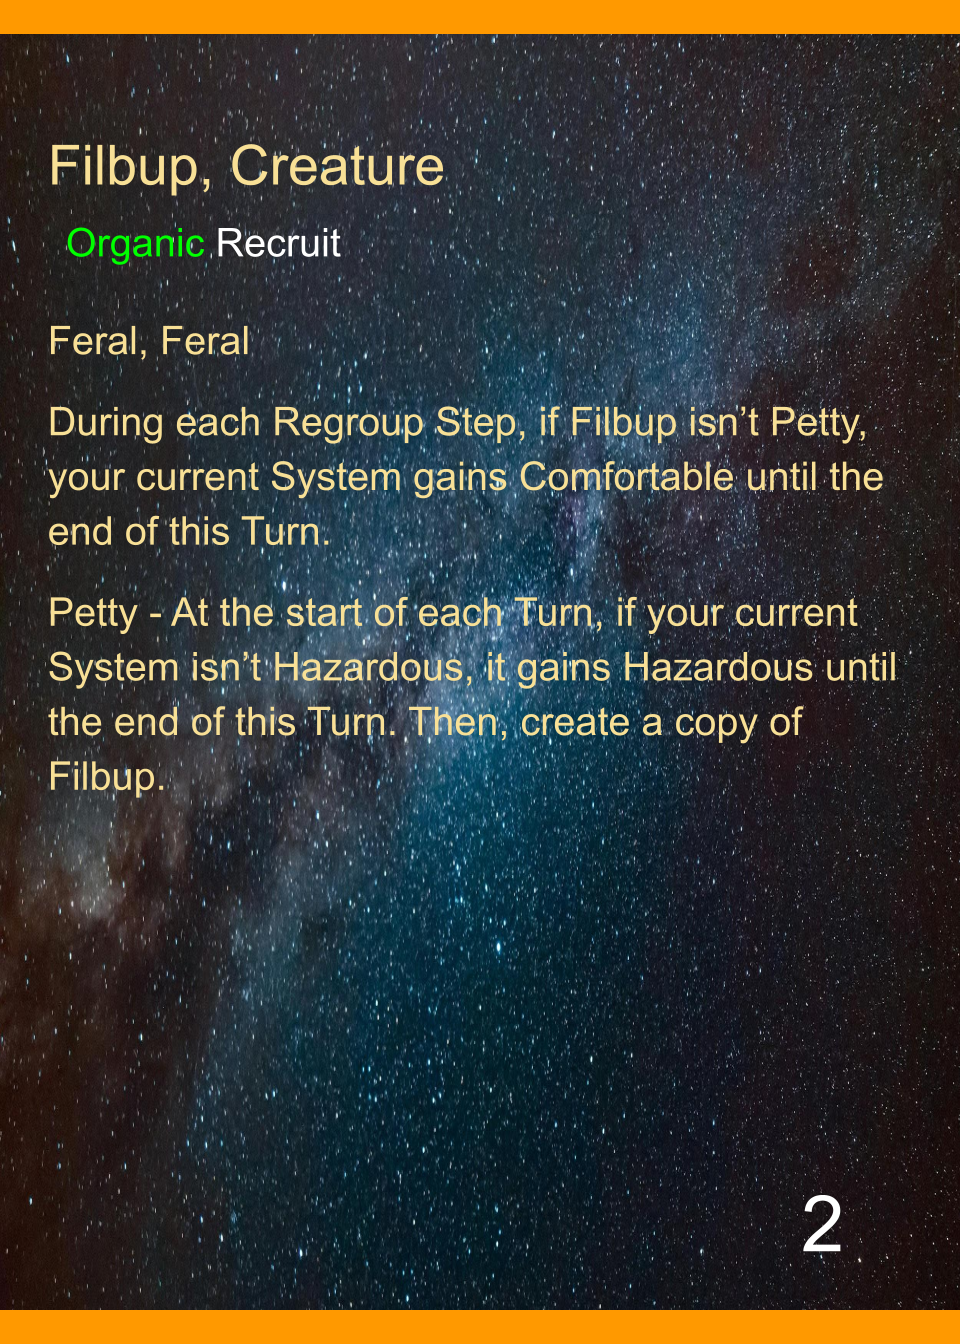 Filbup, Creature
Organic Recruit
Feral, Feral
During each Regroup Step, if Filbup isn’t Petty,
your current System gains Comfortable until the
end of this Turn.
Petty - At the start of each Turn, if your current
System isn’t Hazardous, it gains Hazardous until
the end of this Turn. Then, create a copy of
Filbup.
2